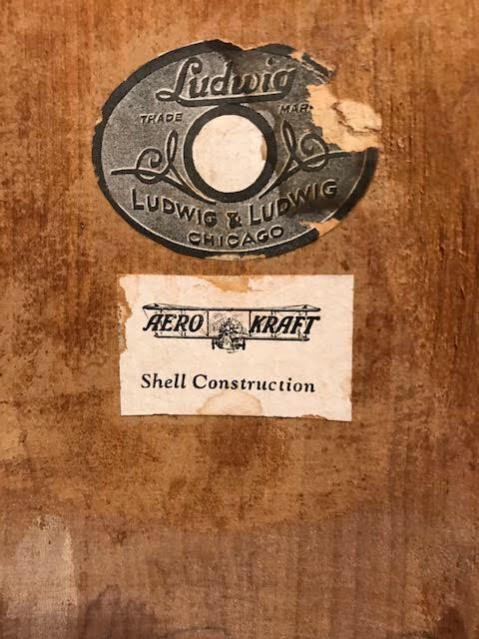 Ludwig
TRADE MAR
LUDWIG & LUDWIG
CHICAGO
AERO KRAFT
Shell Construction